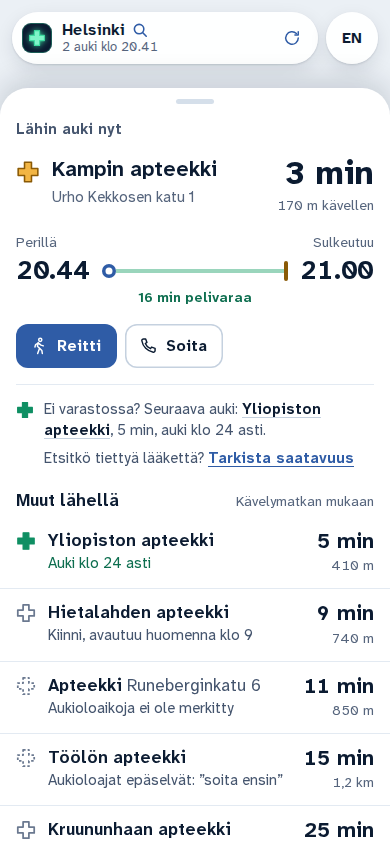 Helsinki
2 auki klo 20.41
EN
Lähin auki nyt
Kampin apteekki
3 min
Urho Kekkosen katu 1
170 m kävellen
Perillä
Sulkeutuu
20.44
21.00
16 min pelivaraa
Reitti
Soita
Ei varastossa? Seuraava auki: Yliopiston
apteekki, 5 min, auki klo 24 asti.
Etsitkö tiettyä lääkettä? Tarkista saatavuus
Muut lähellä
Kävelymatkan mukaan
Yliopiston apteekki
5 min
Auki klo 24 asti
410 m
Hietalahden apteekki
9 min
Kiinni, avautuu huomenna klo 9
740 m
Apteekki Runeberginkatu 6
11 min
Aukioloaikoja ei ole merkitty
850 m
Töölön apteekki
15 min
Aukioloajat epäselvät: ”soita ensin”
1,2 km
Kruununhaan apteekki
25 min